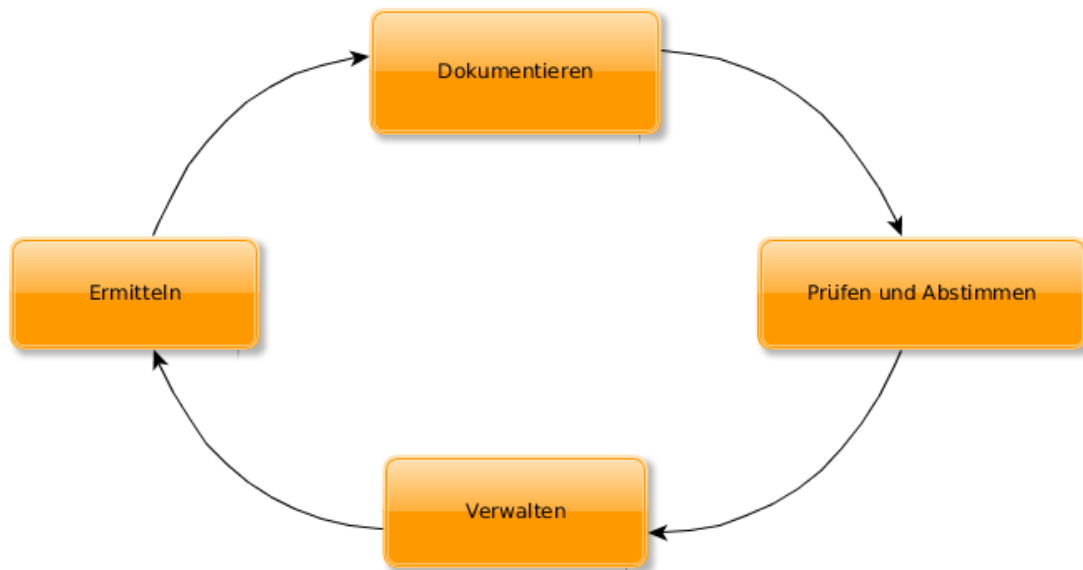 Dokumentieren
Ermitteln
Prüfen und Abstimmen
Verwalten